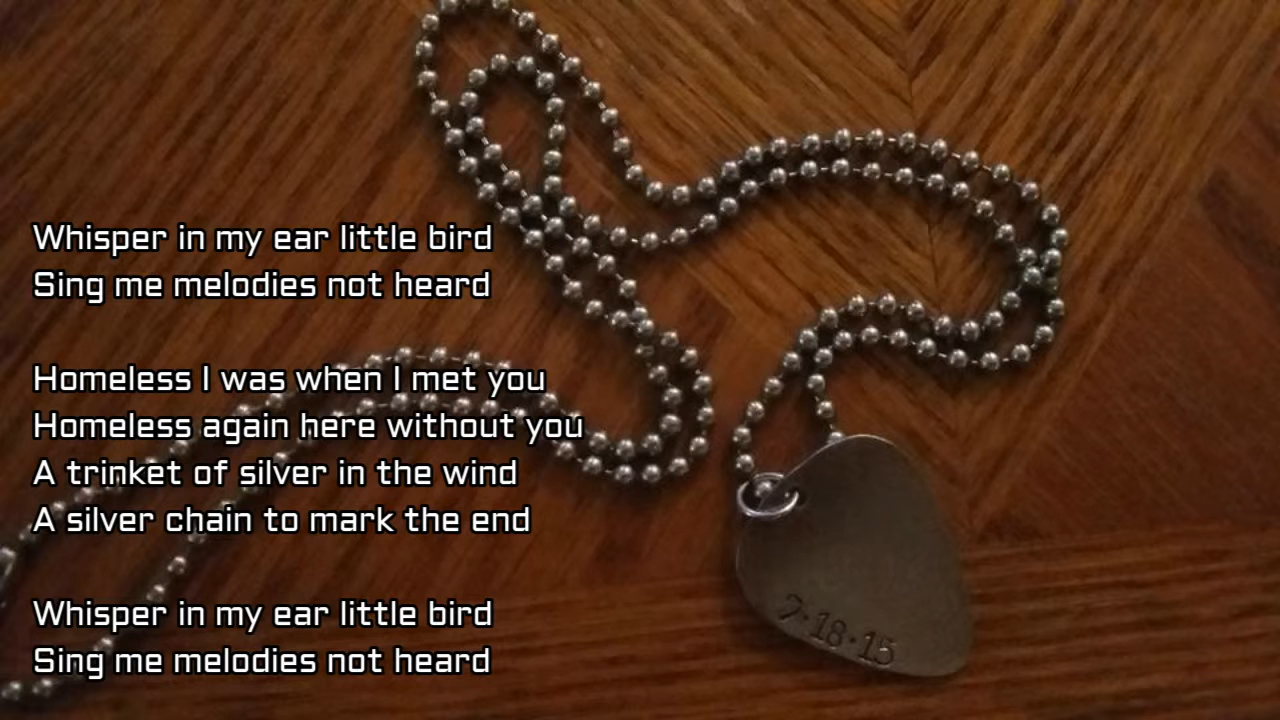 Whisper in my ear little bird
Sing me melodies not heard
Homeless I was when I met you
Homeless again here without you
A trinket of silver in the wind
A silver chain to mark the end
Whisper in my ear little bird
Sing me melodies not heard
7·18·15